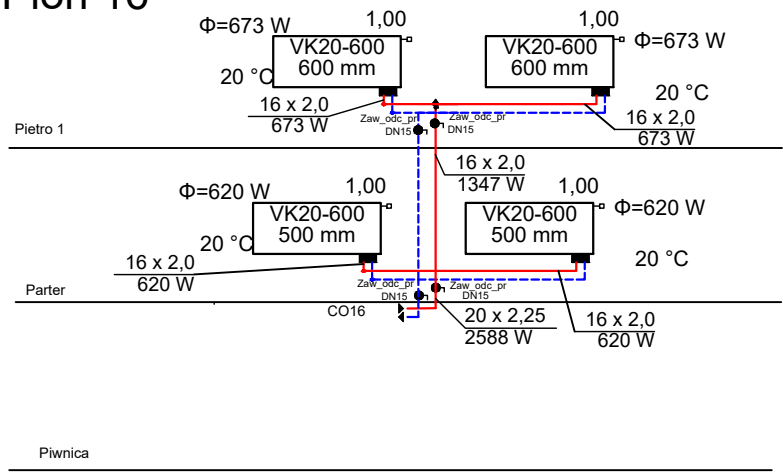 Φ=673 W
1,00
VK20-600
600 mm
20 °C
16 x 2,0
673 W
1,00
VK20-600
600 mm
Φ=673 W
20 °C
16 x 2,0
673 W
Zaw_odc_pr
DN15
Zaw_odc_pr
DN15
Pietro 1
16 x 2,0
1347 W
Φ=620 W
1,00
VK20-600
500 mm
20 °C
16 x 2,0
620 W
1,00
VK20-600
500 mm
Φ=620 W
20 °C
Zaw_odc_pr
DN15
Zaw_odc_pr
DN15
Parter
CO16
20 x 2,25
2588 W
16 x 2,0
620 W
Piwnica